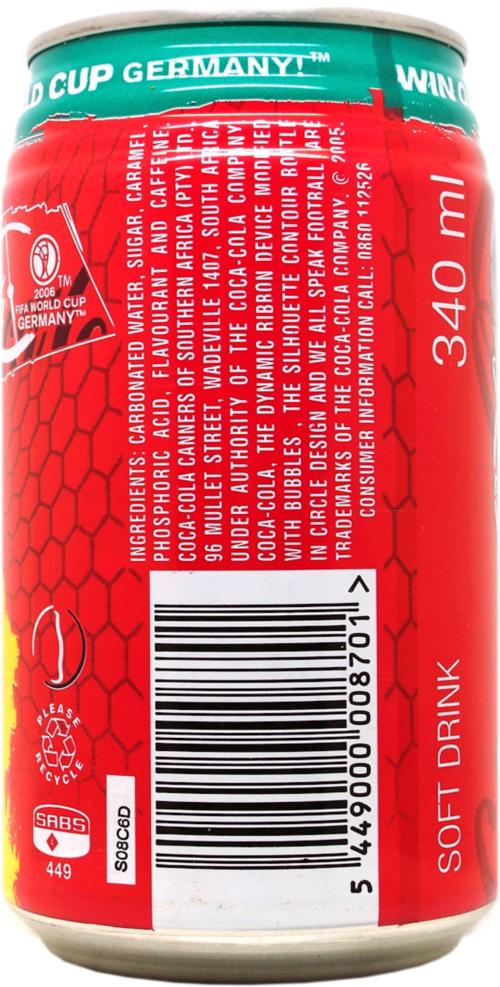 D CUP GERMANY!™
WIN
TM
2006
FIFA WORLD CUP
GERMANY™
INGREDIENTS: CARBONATED WATER, SUGAR, CARAMEL,
PHOSPHORIC ACID, FLAVOURANT AND CAFFEINE.
COCA-COLA CANNERS OF SOUTHERN AFRICA (PTY) LTD.,
96 MULLET STREET, WADEVILLE 1407, SOUTH AFRICA
UNDER AUTHORITY OF THE COCA-COLA COMPANY
COCA-COLA, THE DYNAMIC RIBBON DEVICE MODIFIED
WITH BUBBLES , THE SILHOUETTE CONTOUR BOTTLE
IN CIRCLE DESIGN AND WE ALL SPEAK FOOTBALL ARE
TRADEMARKS OF THE COCA-COLA COMPANY. © 2005.
CONSUMER INFORMATION CALL: 0860 112526
340 ml
SOFT DRINK
PLEASE
RECYCLE
SABS
449
S08C6D
5 449000 008701 >